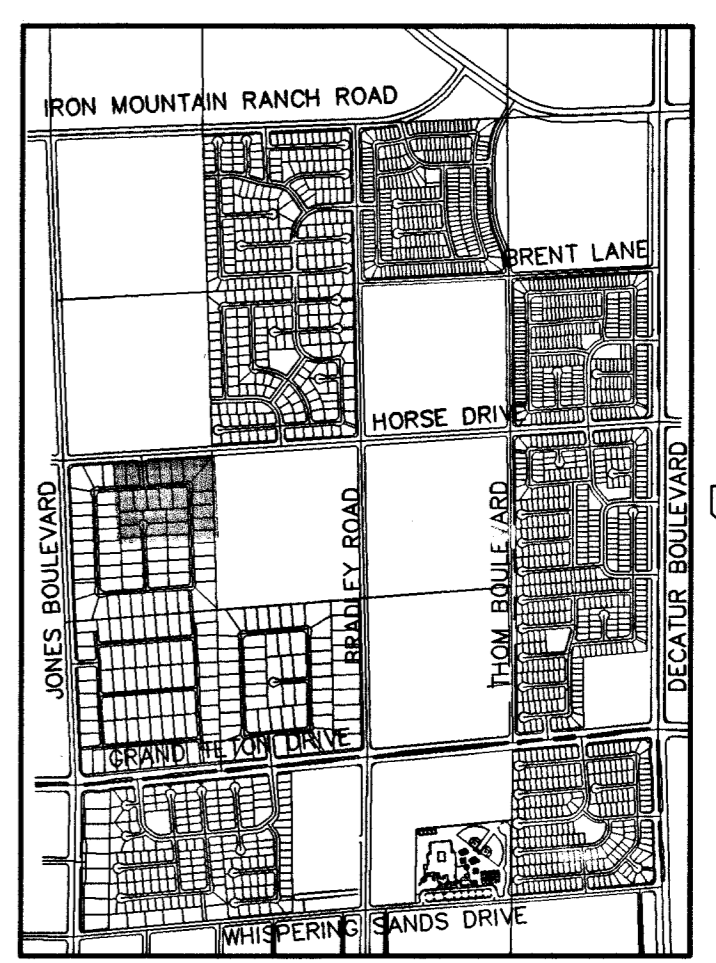 IRON MOUNTAIN RANCH ROAD
BRENT LANE
HORSE DRIVE
JONES BOULEVARD
BRADLEY ROAD
THOM BOULEVARD
DECATUR BOULEVARD
GRAND TETON DRIVE
WHISPERING SANDS DRIVE